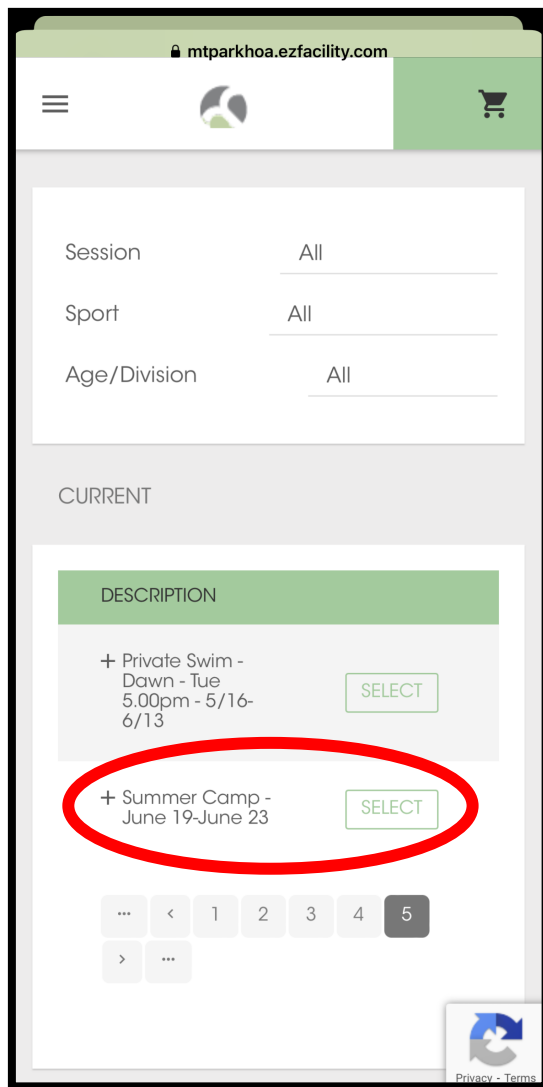 mtparkhoa.ezfacility.com
Session All
Sport All
Age/Division All
CURRENT
DESCRIPTION
+ Private Swim -
Dawn - Tue
5.00pm - 5/16-
6/13
SELECT
+ Summer Camp -
June 19-June 23
SELECT
... < 1 2 3 4 5
> ...
Privacy - Terms